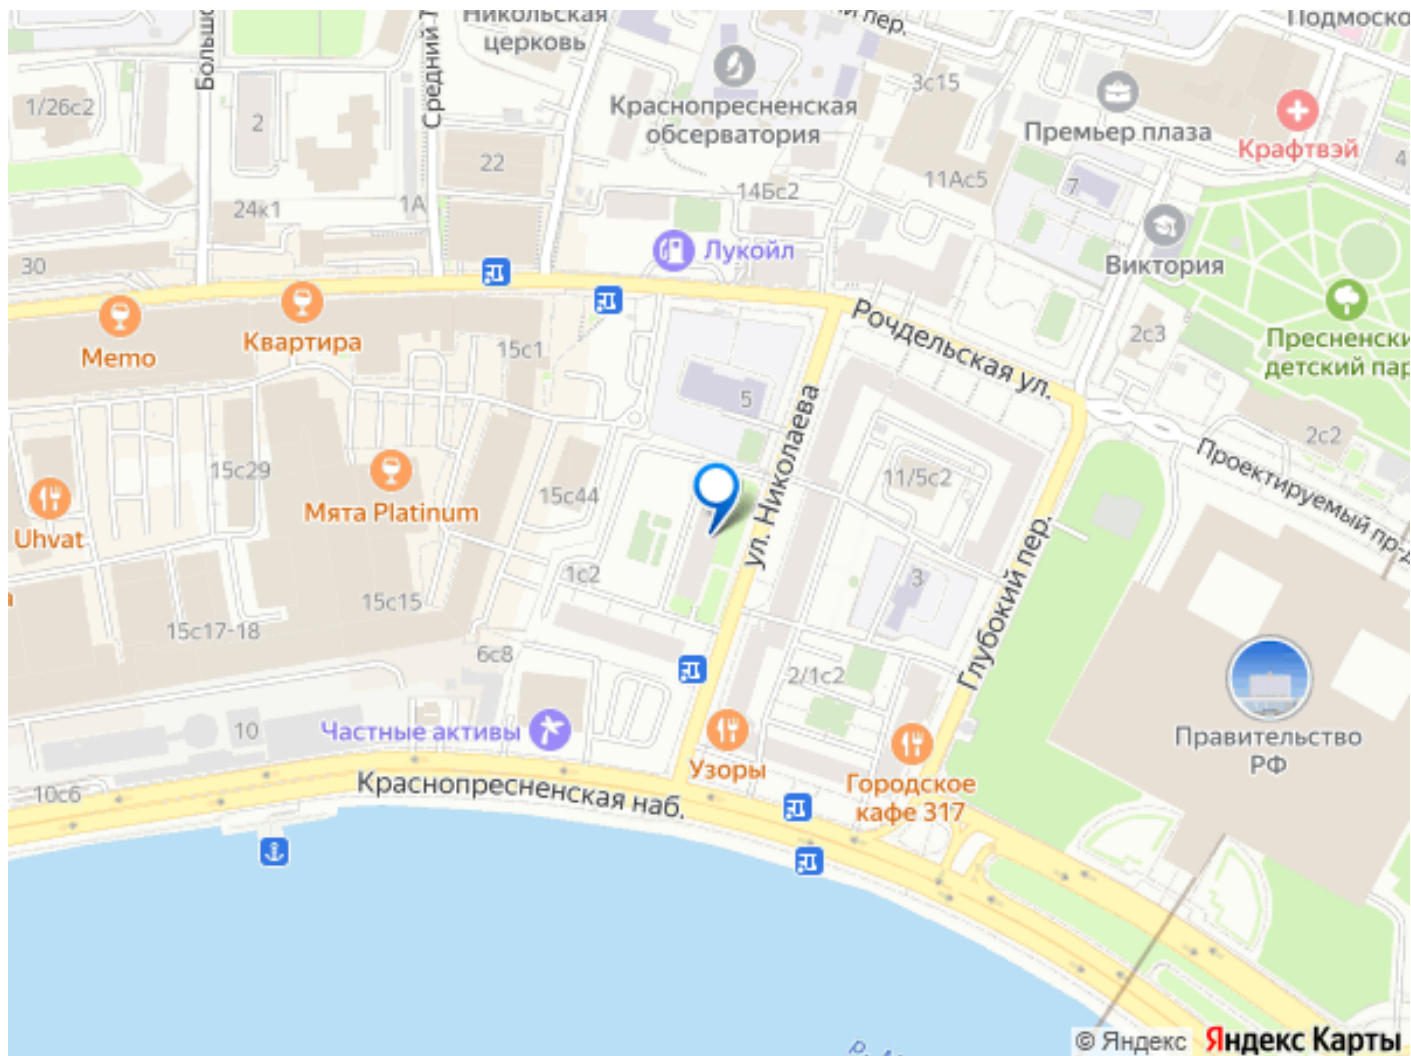 Никольская
церковь
пер.
Подмоско
Большо
Средний
1/26с2
2
22
Краснопресненская
обсерватория
3с15
Премьер плаза
Крафтвэй
4
11Ас5
7
14Бс2
24к1
1А
30
Лукойл
Виктория
Memo
Квартира
15с1
Рочдельская ул.
2с3
Пресненски
детский пар
5
ул. Николаева
2с2
Проектируемый пр-д
15с29
Мята Platinum
15с44
11/5с2
Uhvat
1с2
3
Глубокий пер.
15с15
15с17-18
6с8
2/1с2
10
Частные активы
Узоры
Городское
кафе 317
Правительство
РФ
10с6
Краснопресненская наб.
© Яндекс Яндекс Карты